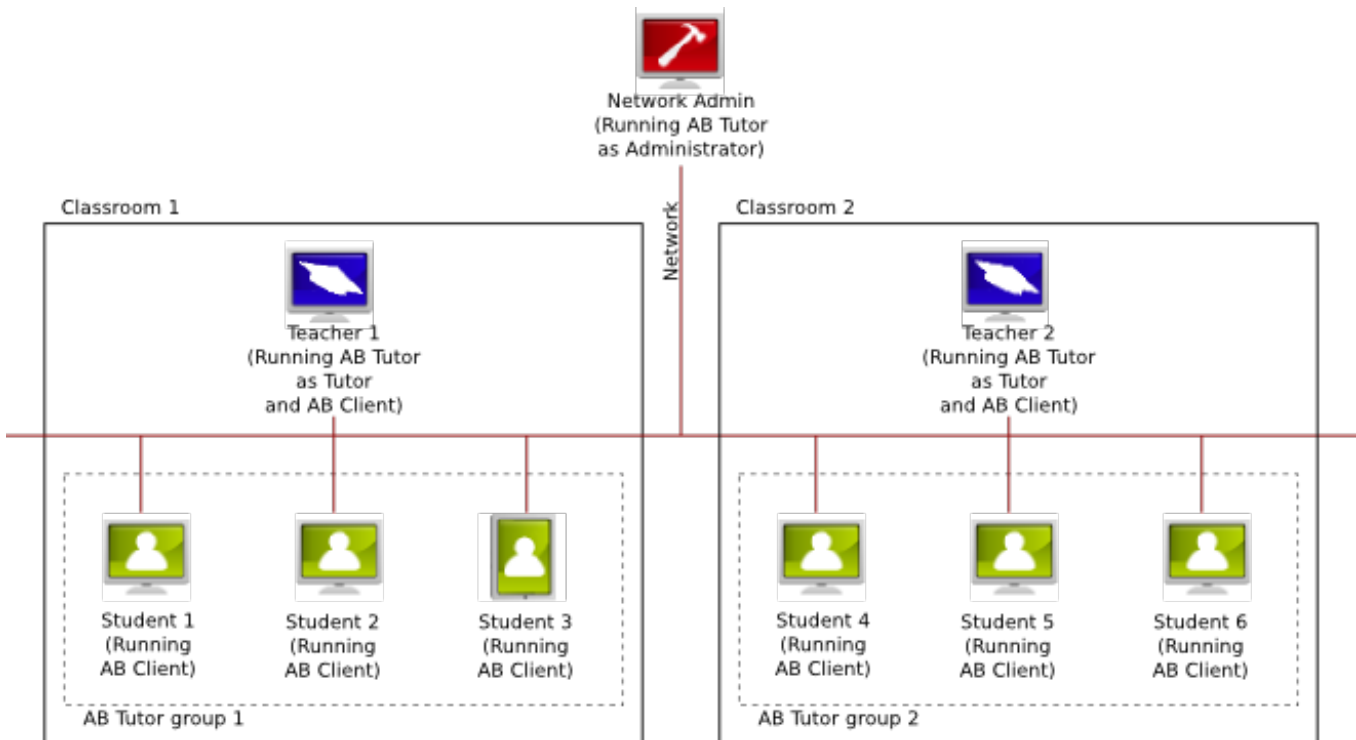 Network Admin
(Running AB Tutor
as Administrator)
Network
Classroom 1
Teacher 1
(Running AB Tutor
as Tutor
and AB Client)
Student 1
(Running
AB Client)
Student 2
(Running
AB Client)
Student 3
(Running
AB Client)
AB Tutor group 1
Classroom 2
Teacher 2
(Running AB Tutor
as Tutor
and AB Client)
Student 4
(Running
AB Client)
Student 5
(Running
AB Client)
Student 6
(Running
AB Client)
AB Tutor group 2